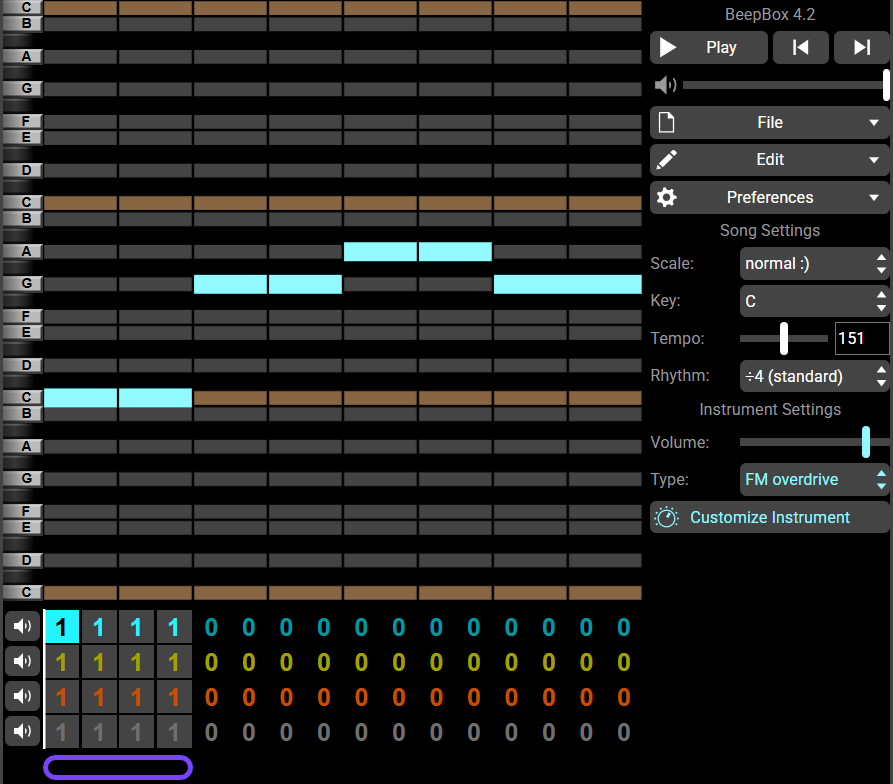 BeepBox 4.2
C
B
A
G
F
E
D
C
B
A
G
F
E
D
C
B
A
G
F
E
D
C
Play
File
Edit
Preferences
Song Settings
Scale: normal :)
Key: C
Tempo: 151
Rhythm: ÷4 (standard)
Instrument Settings
Volume:
Type: FM overdrive
Customize Instrument
1 1 1 1 0 0 0 0 0 0 0 0 0 0 0 0
1 1 1 1 0 0 0 0 0 0 0 0 0 0 0 0
1 1 1 1 0 0 0 0 0 0 0 0 0 0 0 0
1 1 1 1 0 0 0 0 0 0 0 0 0 0 0 0